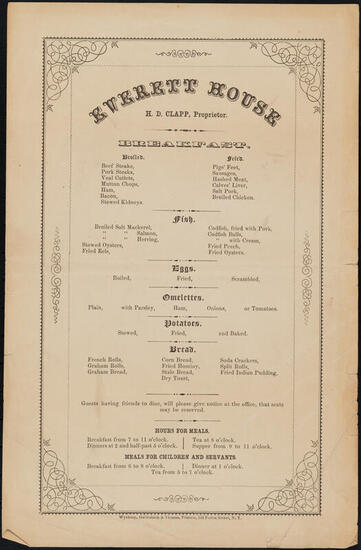 EVERETT HOUSE
H. D. CLAPP, Proprietor.
BREAKFAST.
Broiled.
Beef Steaks,
Pork Steaks,
Veal Cutlets,
Mutton Chops,
Ham,
Bacon,
Stewed Kidneys.
Fried.
Pigs' Feet,
Sausages,
Hashed Meat,
Calves' Liver,
Salt Pork,
Broiled Chicken.
Fish.
Broiled Salt Mackerel,
" " Salmon,
" " Herring,
Stewed Oysters,
Fried Eels,
Codfish, fried with Pork,
Codfish Balls,
" with Cream,
Fried Perch,
Fried Oysters.
Eggs.
Boiled, Fried, Scrambled.
Omelettes.
Plain, with Parsley, Ham, Onions, or Tomatoes.
Potatoes.
Stewed, Fried, and Baked.
Bread.
French Rolls,
Graham Rolls,
Graham Bread,
Corn Bread,
Fried Hominy,
Stale Bread,
Dry Toast,
Soda Crackers,
Split Rolls,
Fried Indian Pudding.
Guests having friends to dine, will please give notice at the office, that seats
may be reserved.
HOURS FOR MEALS.
Breakfast from 7 to 11 o'clock.
Dinners at 2 and half-past 5 o'clock.
Tea at 8 o'clock.
Supper from 9 to 11 o'clock.
MEALS FOR CHILDREN AND SERVANTS.
Breakfast from 6 to 8 o'clock. Dinner at 1 o'clock.
Tea from 5 to 7 o'clock.
Wynkoop, Hallenbeck & Thomas, Printers, 113 Fulton Street, N. Y.